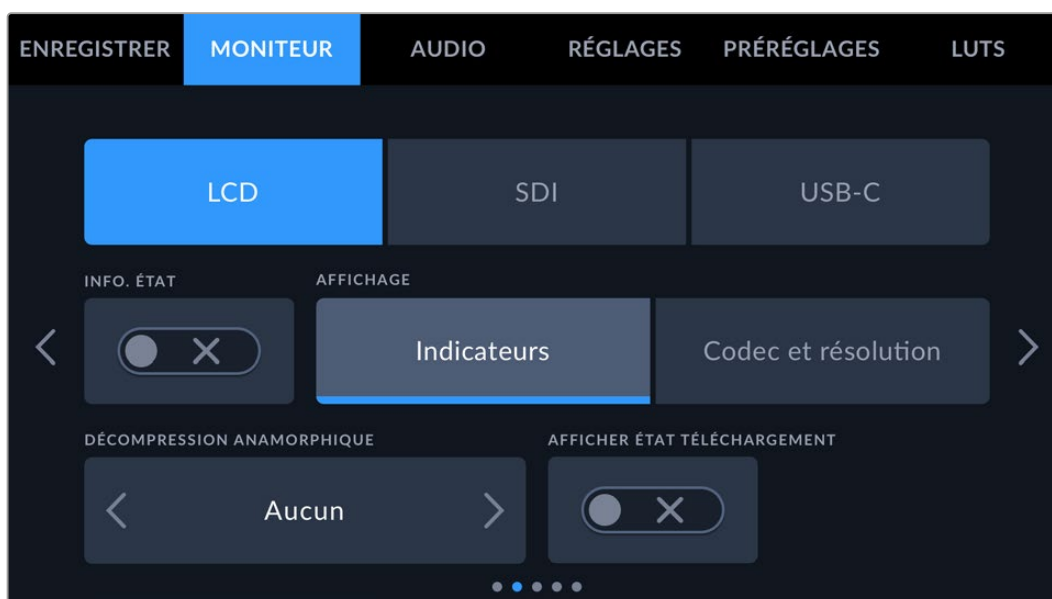 ENREGISTRER MONITEUR AUDIO RÉGLAGES PRÉRÉGLAGES LUTS
LCD SDI USB-C
INFO. ÉTAT AFFICHAGE
Indicateurs Codec et résolution
DÉCOMPRESSION ANAMORPHIQUE AFFICHER ÉTAT TÉLÉCHARGEMENT
Aucun